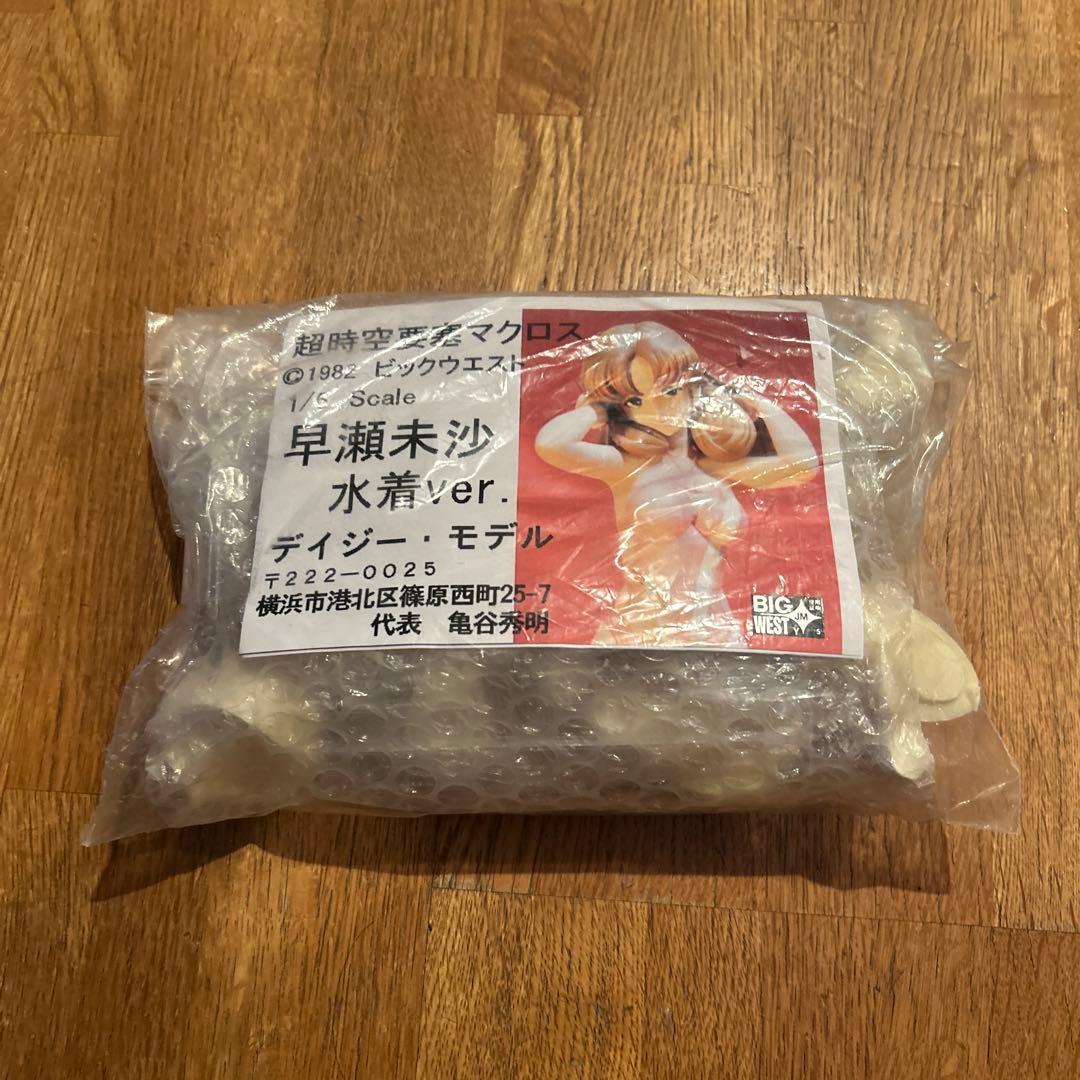 超時空要塞マクロス
©1982 ビックウエスト
Scale
早瀬未沙
水着ver.
デイジー・モデル
〒222-0025
横浜市港北区篠原西町25-7
代表 亀谷秀明
BIG
WEST
JM